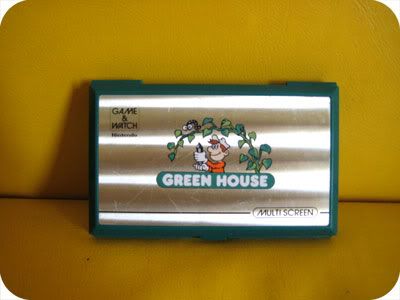 GAME
&
WATCH
Nintendo
GREEN HOUSE
MULTI SCREEN